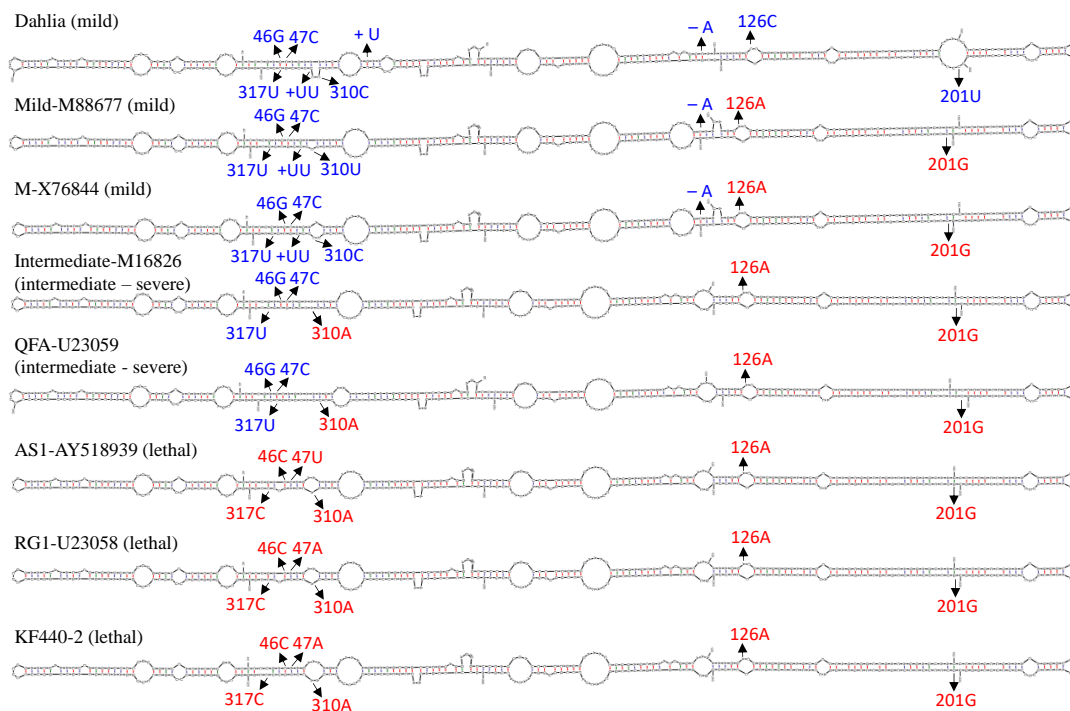 Dahlia (mild)
46G 47C + U – A 126C
317U +UU 310C 201U
Mild-M88677 (mild)
46G 47C – A 126A
317U +UU 310U 201G
M-X76844 (mild)
46G 47C – A 126A
317U +UU 310C 201G
Intermediate-M16826
(intermediate – severe)
46G 47C 126A
317U 310A 201G
QFA-U23059
(intermediate - severe)
46G 47C 126A
317U 310A 201G
AS1-AY518939 (lethal)
46C 47U 126A
317C 310A 201G
RG1-U23058 (lethal)
46C 47A 126A
317C 310A 201G
KF440-2 (lethal)
46C 47A 126A
317C 310A 201G